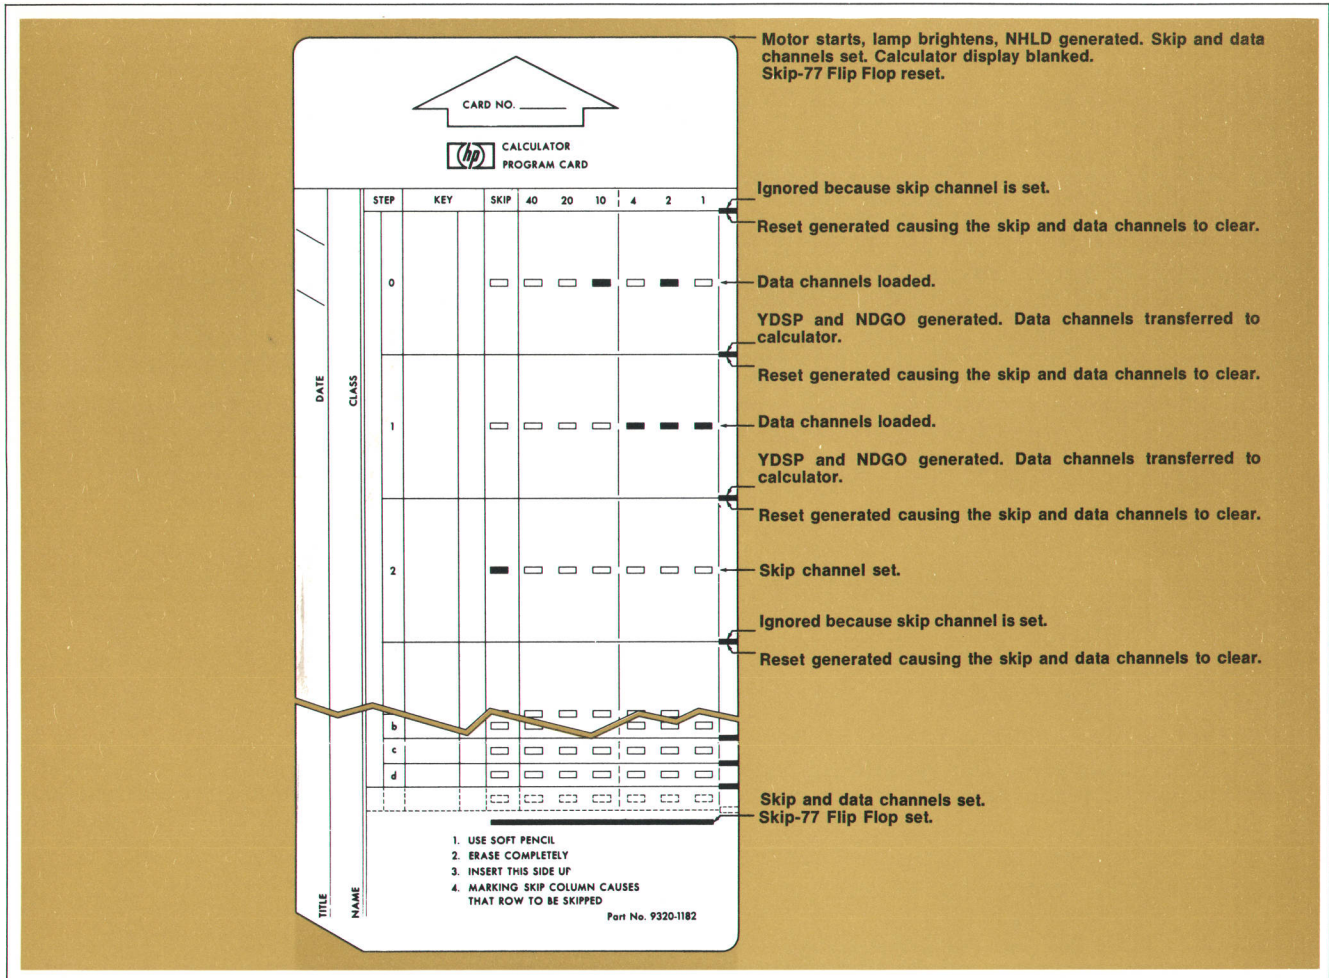 Motor starts, lamp brightens, NHLD generated. Skip and data
channels set. Calculator display blanked.
Skip-77 Flip Flop reset.
CARD NO.
hp
CALCULATOR
PROGRAM CARD
STEP KEY SKIP 40 20 10 4 2 1
Ignored because skip channel is set.
Reset generated causing the skip and data channels to clear.
0
Data channels loaded.
YDSP and NDGO generated. Data channels transferred to
calculator.
Reset generated causing the skip and data channels to clear.
DATE
CLASS
1
Data channels loaded.
YDSP and NDGO generated. Data channels transferred to
calculator.
Reset generated causing the skip and data channels to clear.
2
Skip channel set.
Ignored because skip channel is set.
Reset generated causing the skip and data channels to clear.
b
c
d
Skip and data channels set.
Skip-77 Flip Flop set.
1. USE SOFT PENCIL
2. ERASE COMPLETELY
3. INSERT THIS SIDE UP
4. MARKING SKIP COLUMN CAUSES
THAT ROW TO BE SKIPPED
TITLE
NAME
Part No. 9320-1182